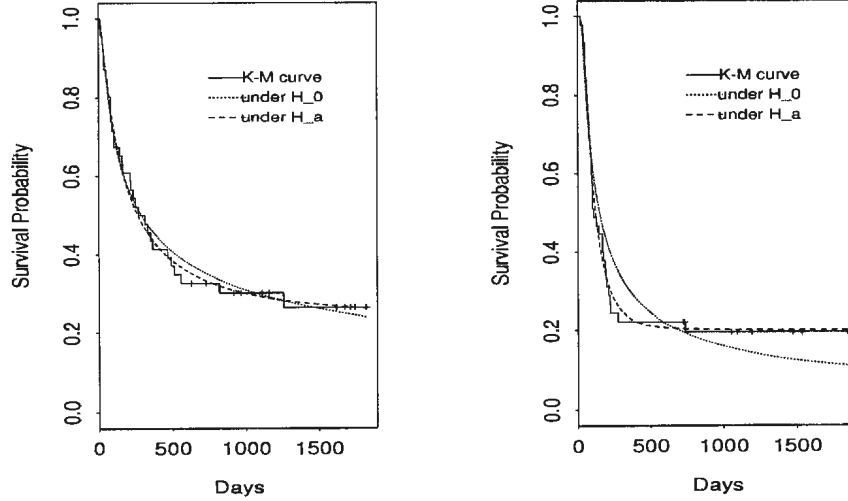 Survival Probability
1.0
0.8
0.6
0.4
0.2
0.0
K-M curve
under H_0
under H_a
0
500
1000
1500
Days
Survival Probability
1.0
0.8
0.6
0.4
0.2
0.0
K-M curve
under H_0
under H_a
0
500
1000
1500
Days